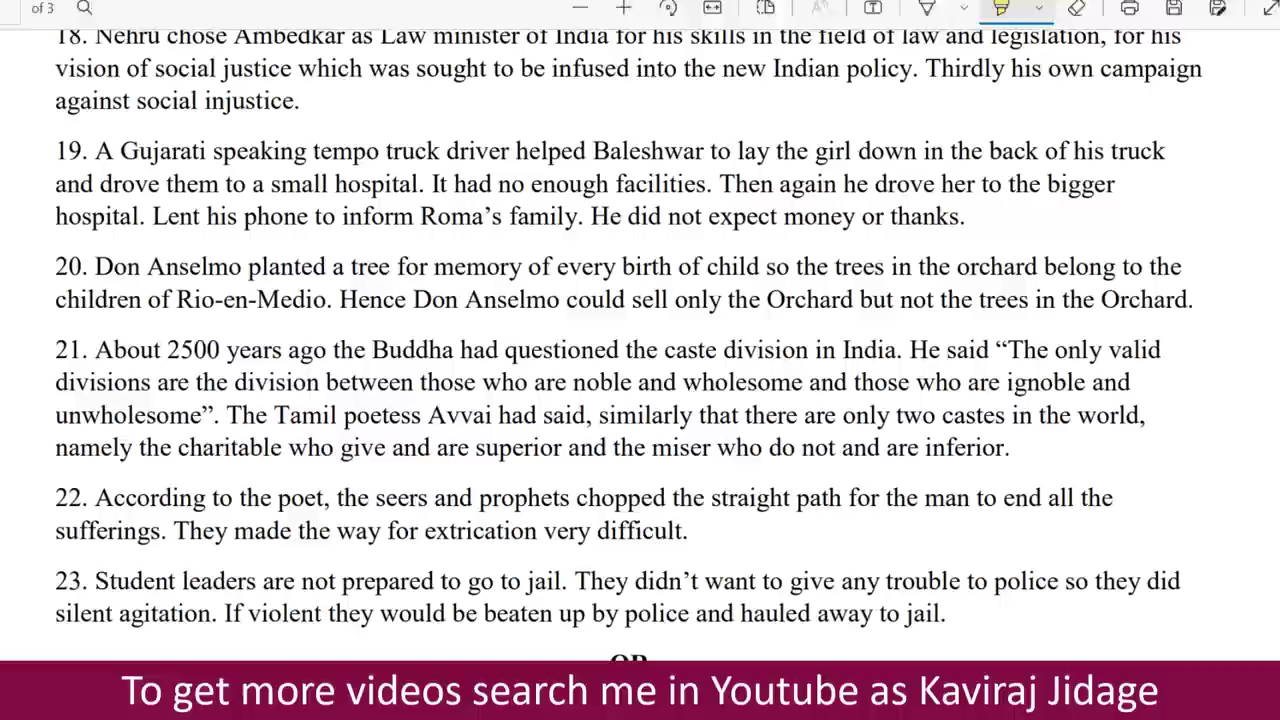 of 3
18. Nehru chose Ambedkar as Law minister of India for his skills in the field of law and legislation, for his
vision of social justice which was sought to be infused into the new Indian policy. Thirdly his own campaign
against social injustice.
19. A Gujarati speaking tempo truck driver helped Baleshwar to lay the girl down in the back of his truck
and drove them to a small hospital. It had no enough facilities. Then again he drove her to the bigger
hospital. Lent his phone to inform Roma’s family. He did not expect money or thanks.
20. Don Anselmo planted a tree for memory of every birth of child so the trees in the orchard belong to the
children of Rio-en-Medio. Hence Don Anselmo could sell only the Orchard but not the trees in the Orchard.
21. About 2500 years ago the Buddha had questioned the caste division in India. He said “The only valid
divisions are the division between those who are noble and wholesome and those who are ignoble and
unwholesome”. The Tamil poetess Avvai had said, similarly that there are only two castes in the world,
namely the charitable who give and are superior and the miser who do not and are inferior.
22. According to the poet, the seers and prophets chopped the straight path for the man to end all the
sufferings. They made the way for extrication very difficult.
23. Student leaders are not prepared to go to jail. They didn’t want to give any trouble to police so they did
silent agitation. If violent they would be beaten up by police and hauled away to jail.
OR
To get more videos search me in Youtube as Kaviraj Jidage